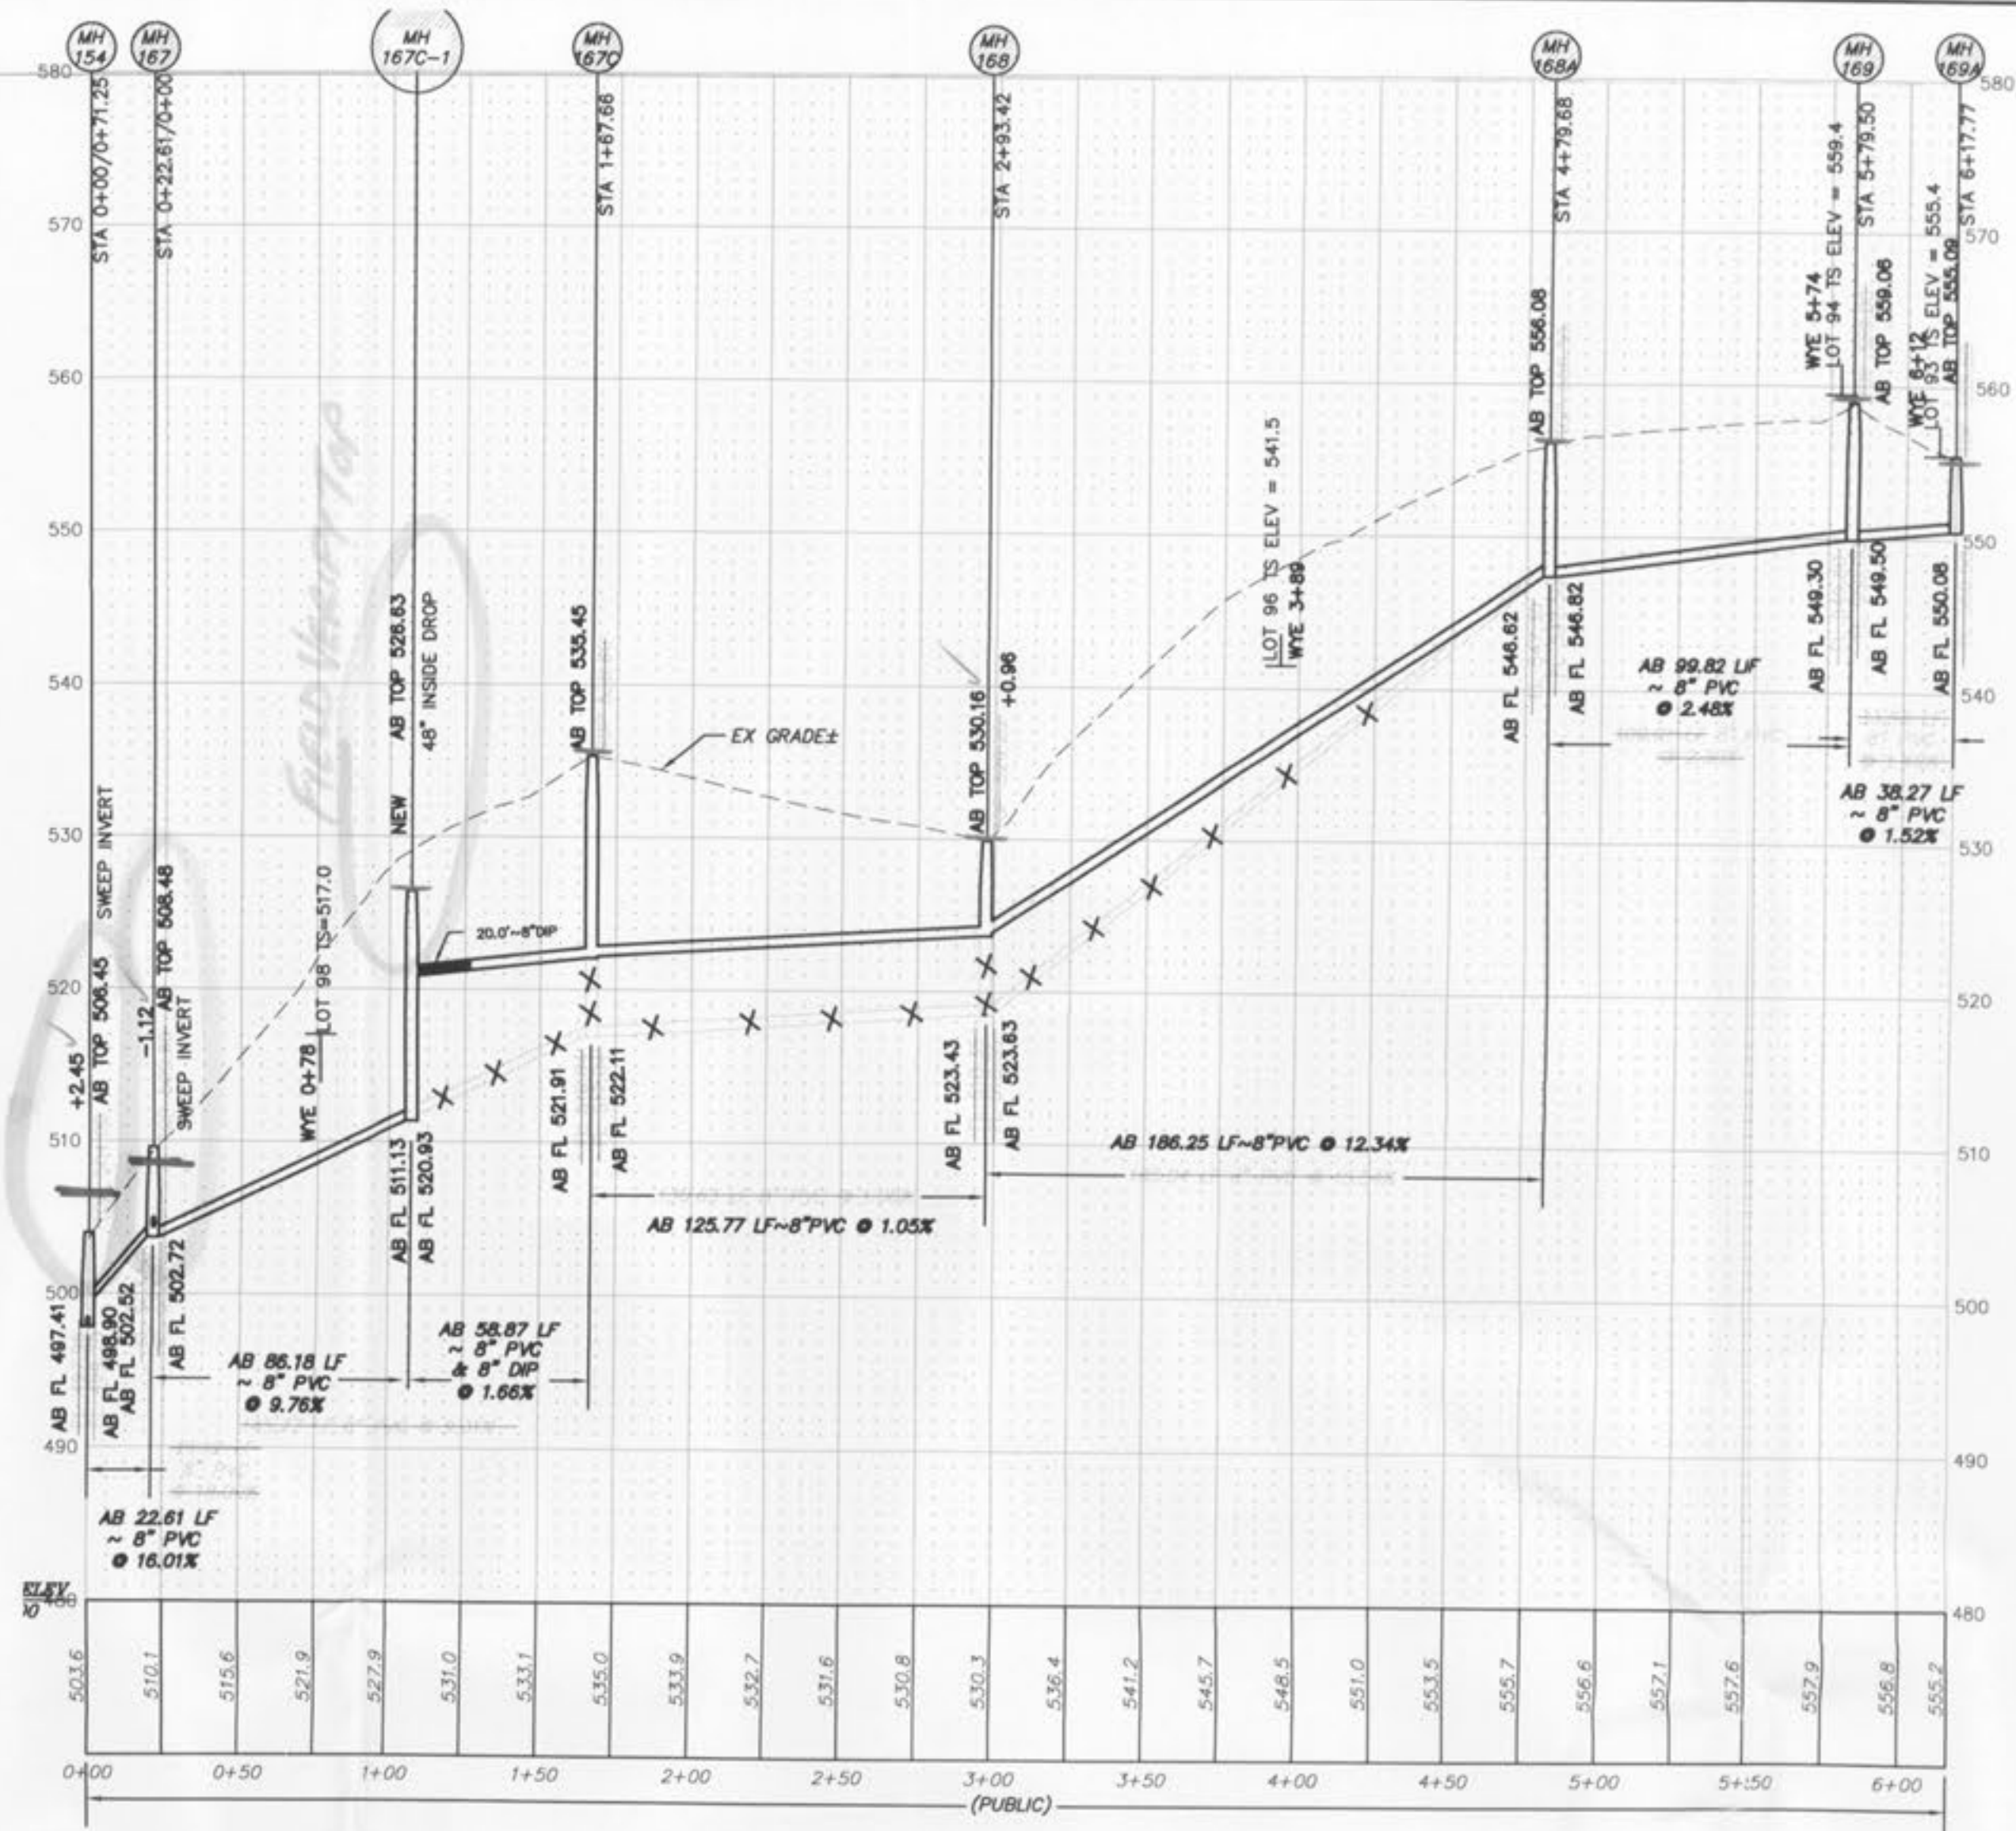 MH
154
MH
167
MH
167C-1
MH
167C
MH
168
MH
168A
MH
169
MH
169A
580
570
560
550
540
530
520
510
500
490
480
580
570
560
550
540
530
520
510
500
490
480
STA 0+00/0+71.25
STA 0+22.61/0+00
STA 1+67.66
STA 2+93.42
STA 4+79.68
STA 5+79.50
STA 6+17.77
FIELD VERIFY TOP
+2.45
AB TOP 506.45
SWEEP INVERT
-1.12
AB TOP 508.48
SWEEP INVERT
WYE 0+78
LOT 98 TS=517.0
NEW
AB TOP 526.63
48" INSIDE DROP
20.0'~8"DIP
AB TOP 535.45
EX GRADE±
AB TOP 530.16
+0.96
LOT 96 TS ELEV = 541.5
WYE 3+89
AB TOP 556.08
WYE 5+74
LOT 94 TS ELEV = 559.4
AB TOP 559.06
WYE 6+12
LOT 93 TS ELEV = 555.4
AB TOP 555.09
AB FL 497.41
AB FL 498.90
AB FL 502.52
AB FL 502.72
AB FL 511.13
AB FL 520.93
AB FL 521.91
AB FL 522.11
AB FL 523.43
AB FL 523.63
AB FL 546.62
AB FL 546.82
AB FL 549.30
AB FL 549.50
AB FL 550.08
AB 22.61 LF
~ 8" PVC
@ 16.01%
AB 86.18 LF
~ 8" PVC
@ 9.76%
AB 58.87 LF
~ 8" PVC
& 8" DIP
@ 1.66%
AB 125.77 LF~8"PVC @ 1.05%
AB 186.25 LF~8"PVC @ 12.34%
AB 99.82 LF
~ 8" PVC
@ 2.48%
AB 38.27 LF
~ 8" PVC
@ 1.52%
ELEV
503.6
510.1
515.6
521.9
527.9
531.0
533.1
535.0
533.9
532.7
531.6
530.8
530.3
536.4
541.2
545.7
548.5
551.0
553.5
555.7
556.6
557.1
557.6
557.9
556.8
555.2
0+00
0+50
1+00
1+50
2+00
2+50
3+00
3+50
4+00
4+50
5+00
5+50
6+00
(PUBLIC)